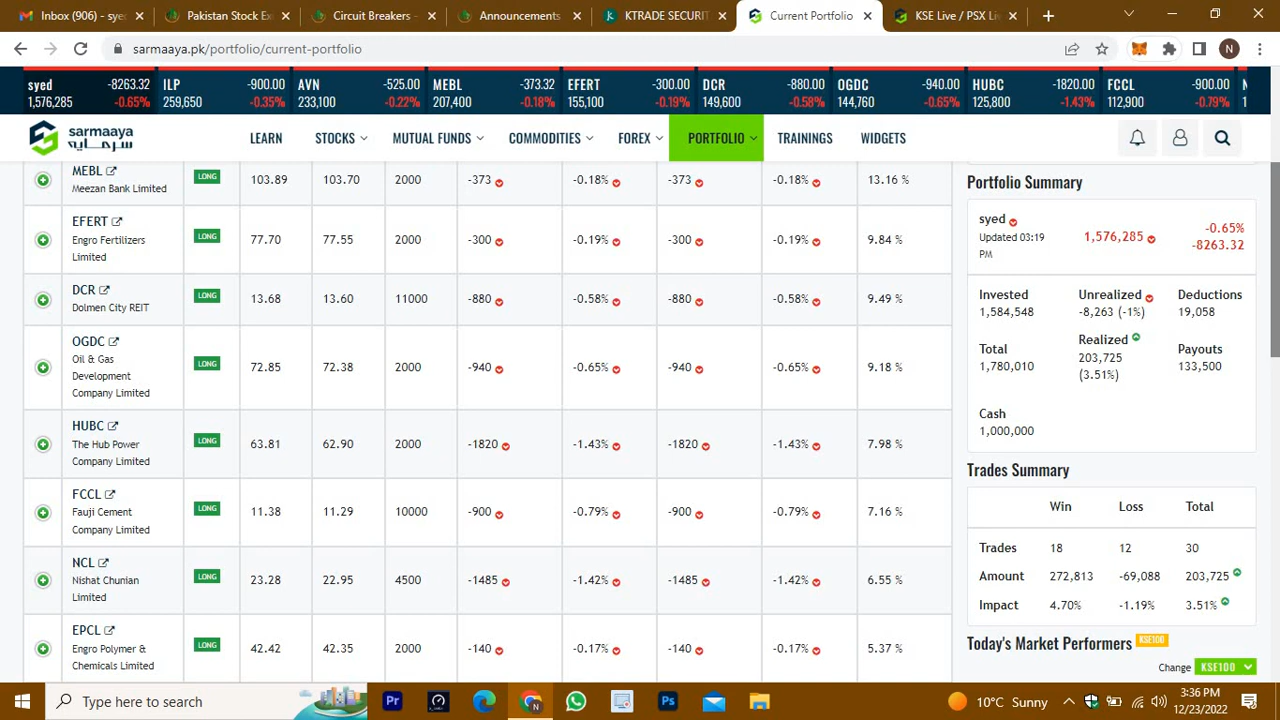 Inbox (906) - sye
Pakistan Stock Ex
Circuit Breakers -
Announcements
KTRADE SECURIT
Current Portfolio
KSE Live / PSX Li
sarmaaya.pk/portfolio/current-portfolio
N
syed -8263.32
1,576,285 -0.65%
ILP -900.00
259,650 -0.35%
AVN -525.00
233,100 -0.22%
MEBL -373.32
207,400 -0.18%
EFERT -300.00
155,100 -0.19%
DCR -880.00
149,600 -0.58%
OGDC -940.00
144,760 -0.65%
HUBC -1820.00
125,800 -1.43%
FCCL -900.00
112,900 -0.79%
sarmaaya
سرمایہ
LEARN STOCKS MUTUAL FUNDS COMMODITIES FOREX PORTFOLIO TRAININGS WIDGETS
MEBL LONG 103.89 103.70 2000 -373 -0.18% -373 -0.18% 13.16 %
Meezan Bank Limited
EFERT LONG 77.70 77.55 2000 -300 -0.19% -300 -0.19% 9.84 %
Engro Fertilizers
Limited
DCR LONG 13.68 13.60 11000 -880 -0.58% -880 -0.58% 9.49 %
Dolmen City REIT
OGDC LONG 72.85 72.38 2000 -940 -0.65% -940 -0.65% 9.18 %
Oil & Gas
Development
Company Limited
HUBC LONG 63.81 62.90 2000 -1820 -1.43% -1820 -1.43% 7.98 %
The Hub Power
Company Limited
FCCL LONG 11.38 11.29 10000 -900 -0.79% -900 -0.79% 7.16 %
Fauji Cement
Company Limited
NCL LONG 23.28 22.95 4500 -1485 -1.42% -1485 -1.42% 6.55 %
Nishat Chunian
Limited
EPCL LONG 42.42 42.35 2000 -140 -0.17% -140 -0.17% 5.37 %
Engro Polymer &
Chemicals Limited
Portfolio Summary
syed
Updated 03:19
PM
1,576,285
-0.65%
-8263.32
Invested
1,584,548
Unrealized
-8,263 (-1%)
Deductions
19,058
Total
1,780,010
Realized
203,725
(3.51%)
Payouts
133,500
Cash
1,000,000
Trades Summary
Win Loss Total
Trades 18 12 30
Amount 272,813 -69,088 203,725
Impact 4.70% -1.19% 3.51%
Today's Market Performers KSE100
Change KSE100
Type here to search
Pr
Ps
10°C Sunny
3:36 PM
12/23/2022